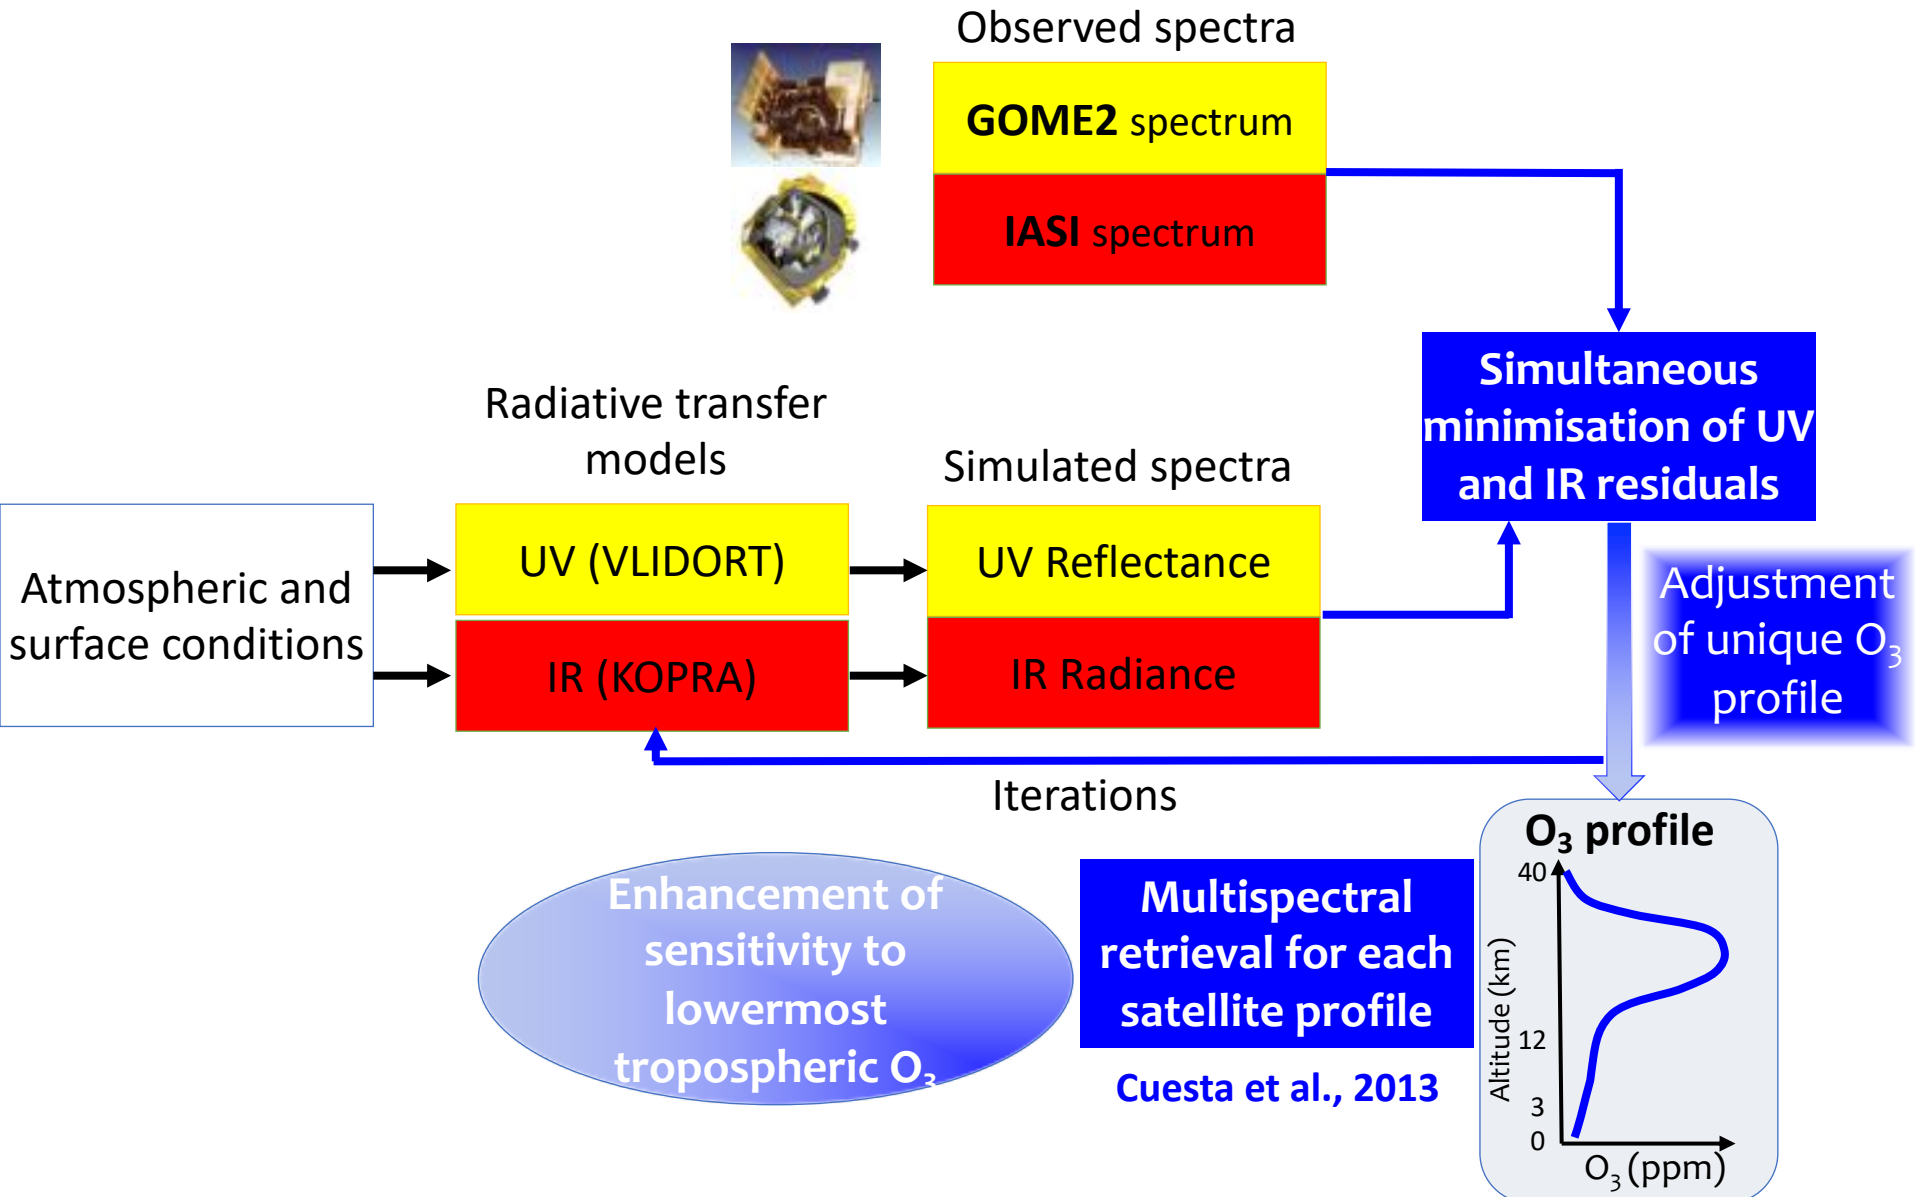 Observed spectra
GOME2 spectrum
IASI spectrum
Simultaneous
minimisation of UV
and IR residuals
Radiative transfer
models
Simulated spectra
Atmospheric and
surface conditions
UV (VLIDORT)
IR (KOPRA)
UV Reflectance
IR Radiance
Adjustment
of unique O₃
profile
Iterations
Enhancement of
sensitivity to
lowermost
tropospheric O₃
Multispectral
retrieval for each
satellite profile
Cuesta et al., 2013
O₃ profile
40
12
3
0
Altitude (km)
O₃ (ppm)